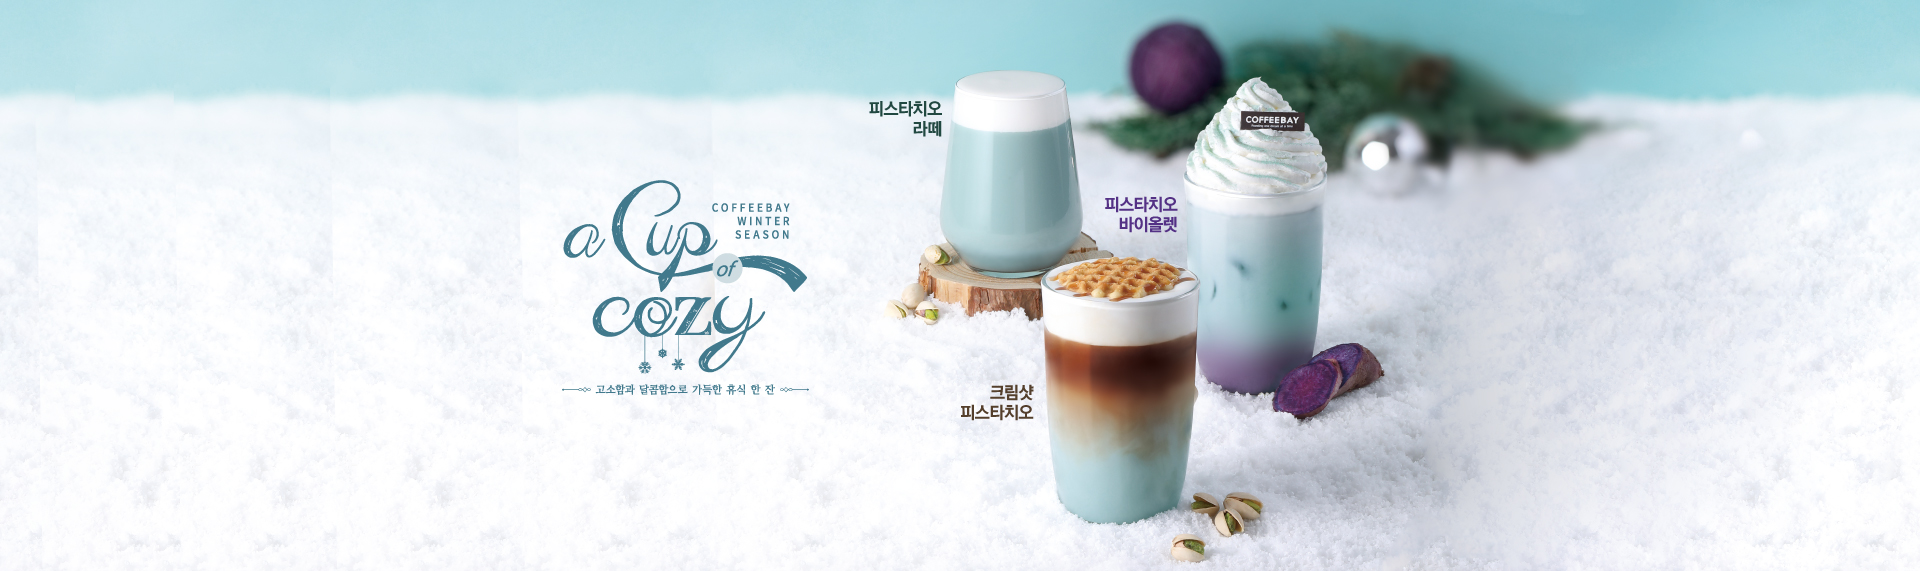 a Cup
of
cozy
COFFEEBAY
WINTER
SEASON
고소함과 달콤함으로 가득한 휴식 한 잔
피스타치오
라떼
피스타치오
바이올렛
크림샷
피스타치오
COFFEEBAY